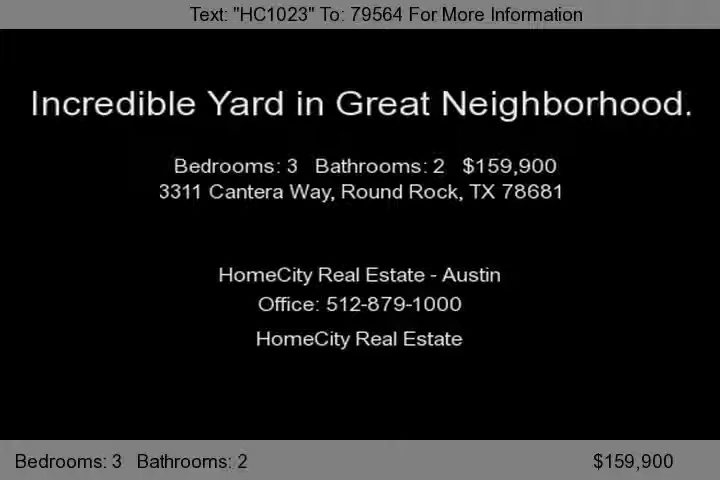 Text: "HC1023" To: 79564 For More Information
Incredible Yard in Great Neighborhood.
Bedrooms: 3 Bathrooms: 2 $159,900
3311 Cantera Way, Round Rock, TX 78681
HomeCity Real Estate - Austin
Office: 512-879-1000
HomeCity Real Estate
Bedrooms: 3 Bathrooms: 2 $159,900